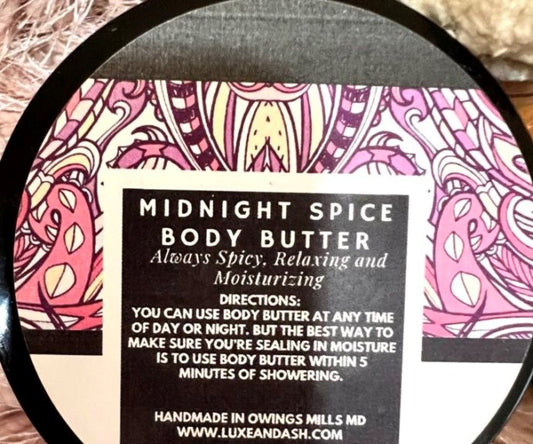 MIDNIGHT SPICE
BODY BUTTER
Always Spicy, Relaxing and
Moisturizing
DIRECTIONS:
YOU CAN USE BODY BUTTER AT ANY TIME
OF DAY OR NIGHT. BUT THE BEST WAY TO
MAKE SURE YOU'RE SEALING IN MOISTURE
IS TO USE BODY BUTTER WITHIN 5
MINUTES OF SHOWERING.
HANDMADE IN OWINGS MILLS MD
WWW.LUXEANDASH.COM